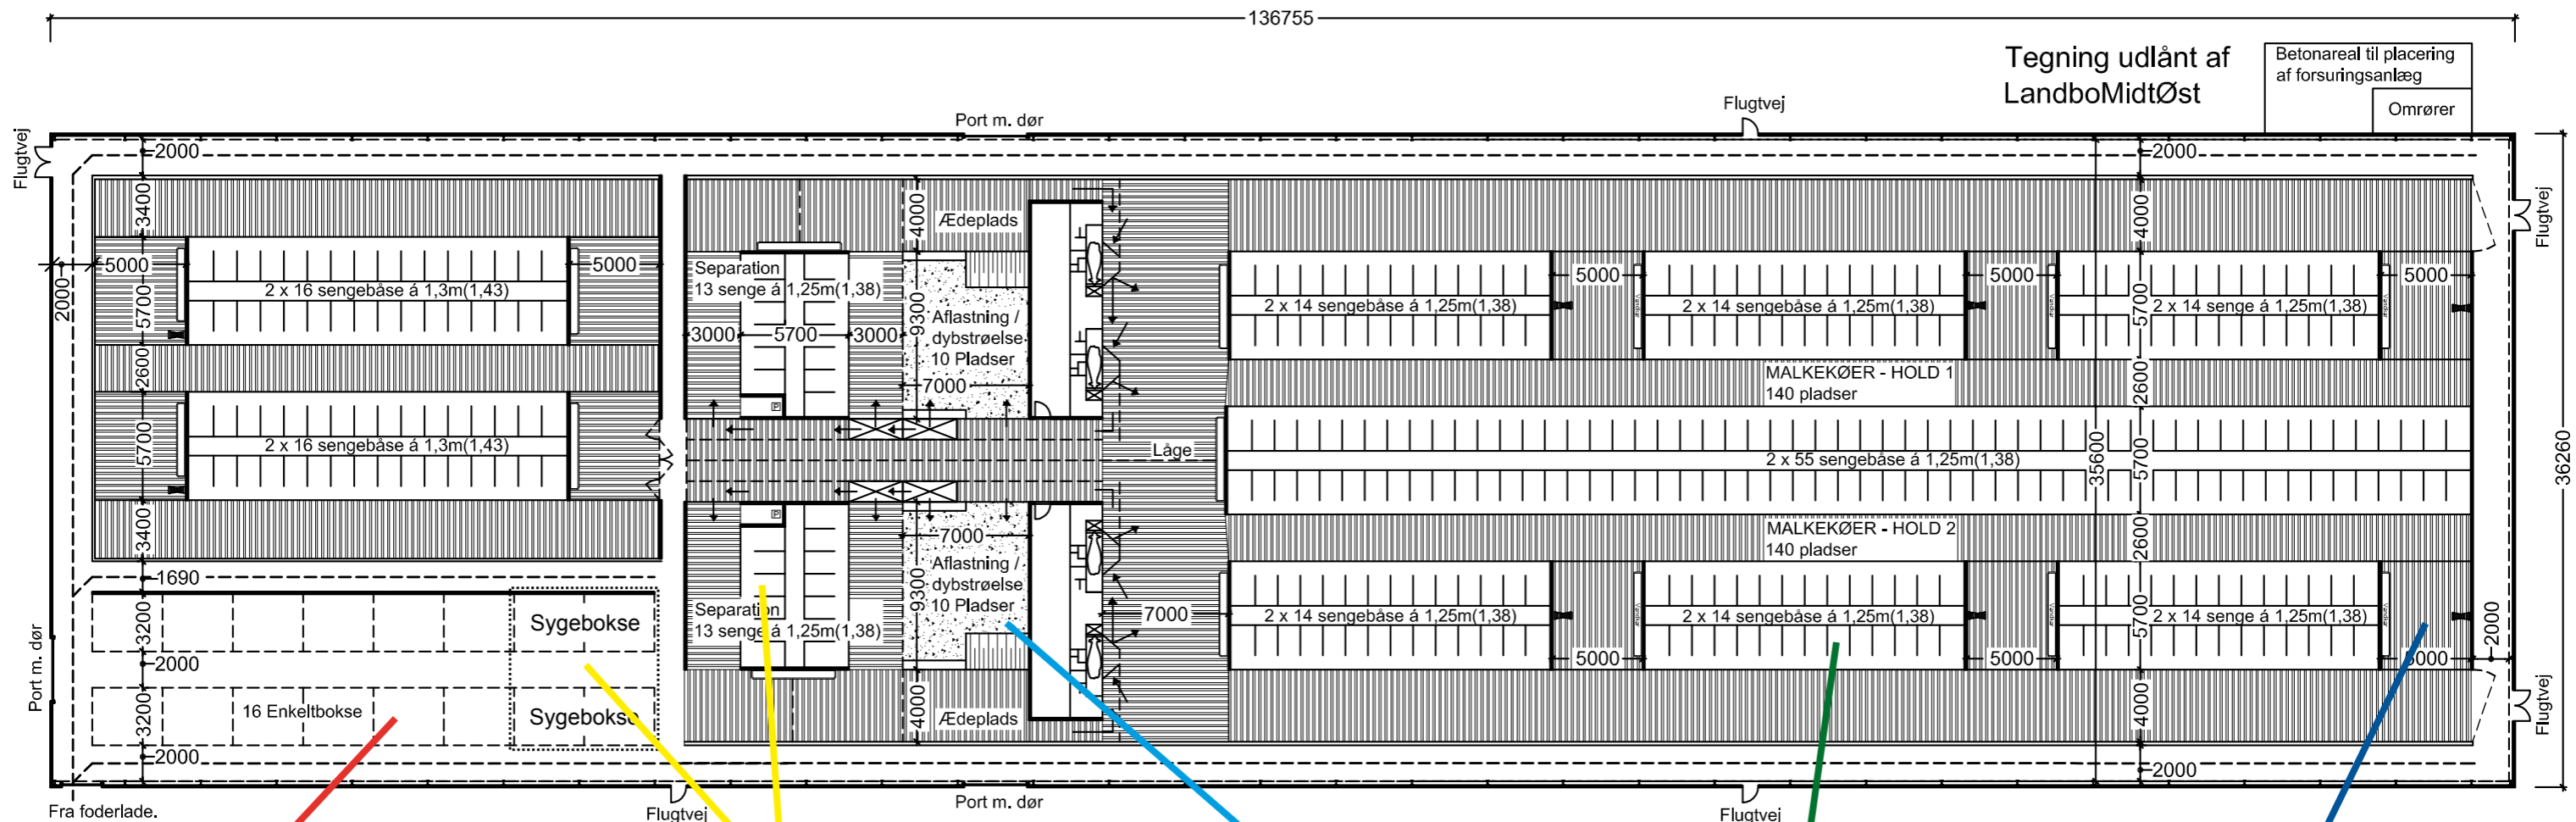 136755
Tegning udlånt af
LandboMidtØst
Betonareal til placering
af forsuringsanlæg
Omrører
Flugtvej
Port m. dør
Flugtvej
2000
2000
Flugtvej
3400
4000
Ædeplads
4000
5000
5000
2000
Separation
13 senge á 1,25m(1,38)
2 x 16 sengebåse á 1,3m(1,43)
5700
3000
5700
3000
9300
Aflastning /
dybstrøelse
10 Pladser
7000
2 x 14 sengebåse á 1,25m(1,38)
5000
2 x 14 sengebåse á 1,25m(1,38)
5000
2 x 14 senge á 1,25m(1,38)
5000
5700
2600
MALKEKØER - HOLD 1
140 pladser
2600
P
2 x 16 sengebåse á 1,3m(1,43)
5700
Låge
2 x 55 sengebåse á 1,25m(1,38)
35600
5700
36260
P
3400
7000
MALKEKØER - HOLD 2
140 pladser
2600
Aflastning /
dybstrøelse
10 Pladser
9300
1690
3200
Sygebokse
Separation
13 senge á 1,25m(1,38)
7000
2 x 14 sengebåse á 1,25m(1,38)
2 x 14 sengebåse á 1,25m(1,38)
2 x 14 senge á 1,25m(1,38)
5700
2000
2000
5000
5000
5000
Port m. dør
3200
16 Enkeltbokse
Sygebokse
4000
Ædeplads
4000
Flugtvej
2000
2000
Fra foderlade.
Flugtvej
Port m. dør
Flugtvej